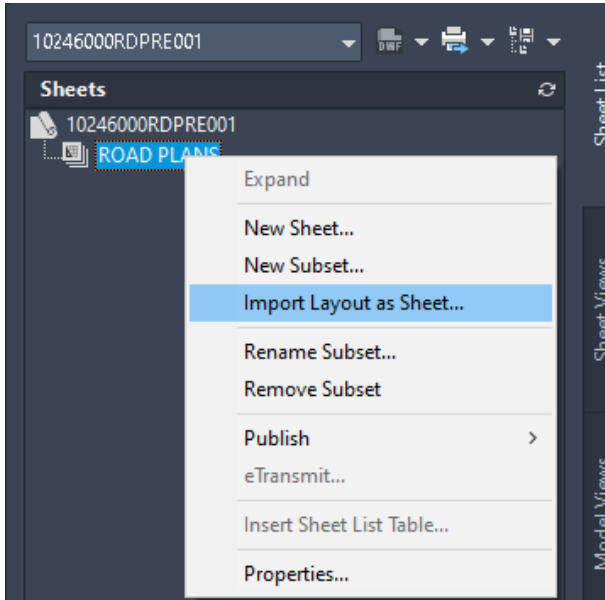 10246000RDPRE001
DWF
Sheets
10246000RDPRE001
ROAD PLANS
Expand
New Sheet...
New Subset...
Import Layout as Sheet...
Rename Subset...
Remove Subset
Publish
eTransmit...
Insert Sheet List Table...
Properties...
Sheet List
Sheet Views
Model Views